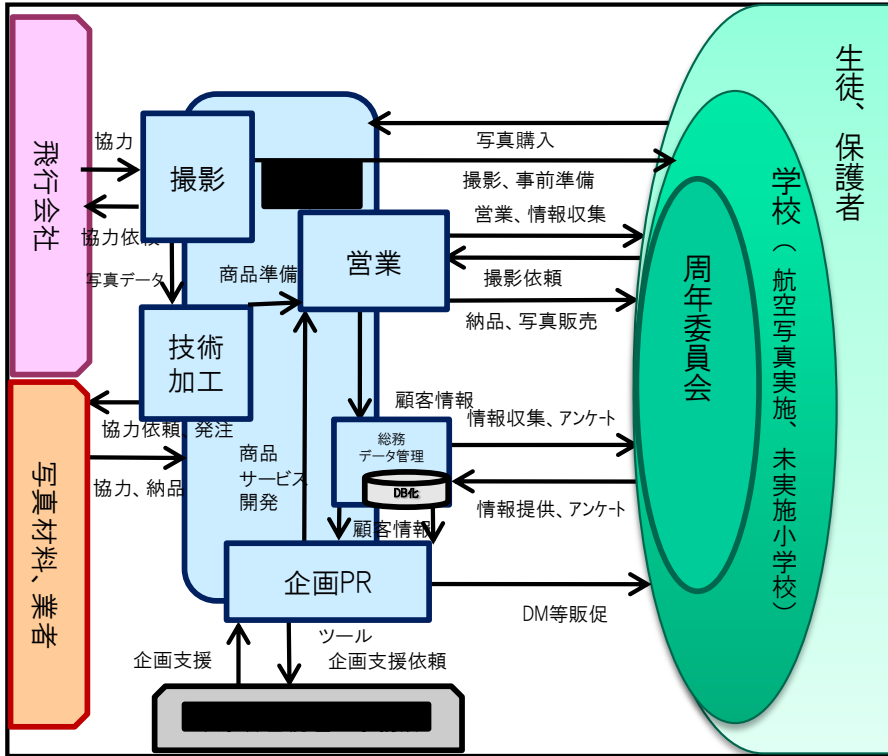 生徒、保護者
飛行会社
協力
撮影
写真購入
撮影、事前準備
学校（航空写真実施、未実施小学校）
協力依頼
営業、情報収集
営業
周年委員会
写真データ
商品準備
撮影依頼
納品、写真販売
技術
加工
写真材料、業者
協力依頼、発注
顧客情報
情報収集、アンケート
総務
データ管理
商品
サービス
開発
協力、納品
DB化
情報提供、アンケート
顧客情報
企画PR
DM等販促
ツール
企画支援
企画支援依頼